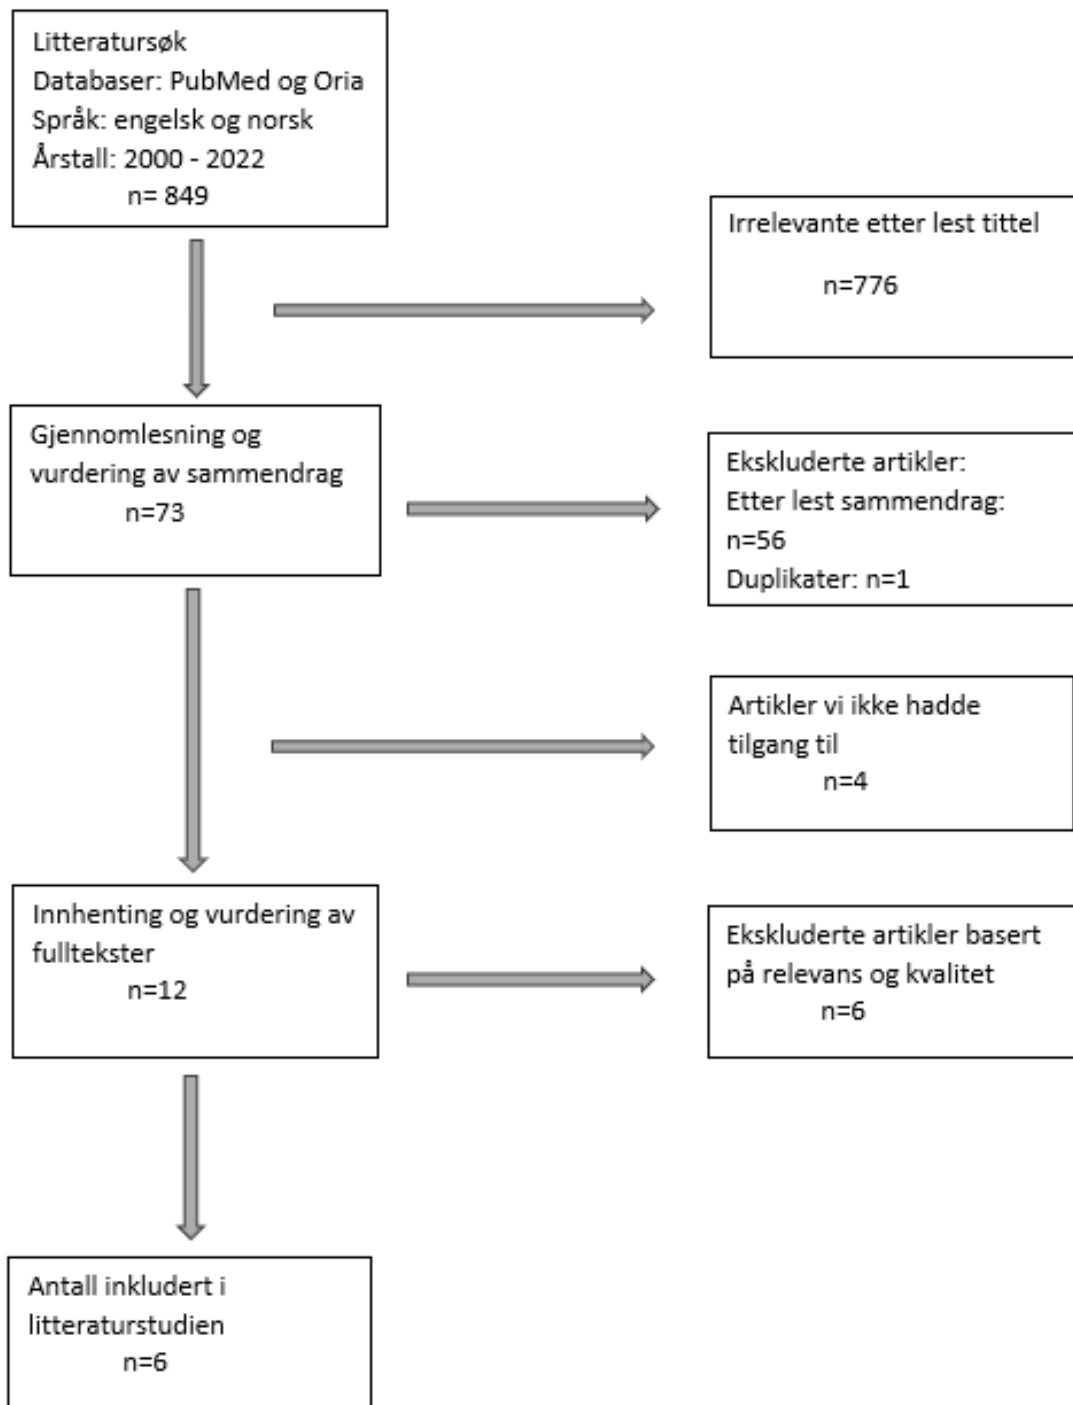 Litteratursøk
Databaser: PubMed og Oria
Språk: engelsk og norsk
Årstall: 2000 - 2022
n= 849
Irrelevante etter lest tittel
n=776
Gjennomlesning og
vurdering av sammendrag
n=73
Ekskluderte artikler:
Etter lest sammendrag:
n=56
Duplikater: n=1
Artikler vi ikke hadde
tilgang til
n=4
Innhenting og vurdering av
fulltekster
n=12
Ekskluderte artikler basert
på relevans og kvalitet
n=6
Antall inkludert i
litteraturstudien
n=6